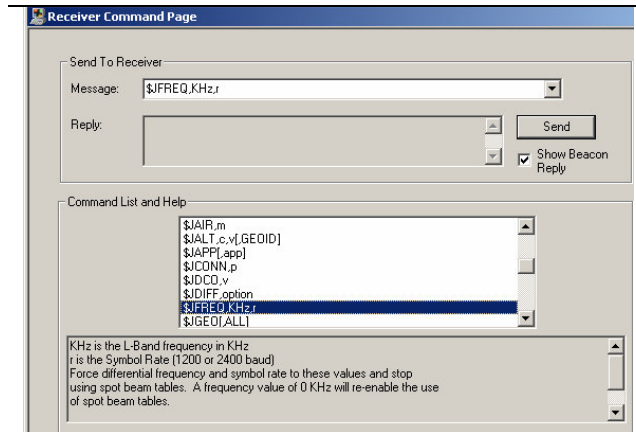 Receiver Command Page
Send To Receiver
Message:
$JFREQ,KHz,r
Reply:
Send
Show Beacon
Reply
Command List and Help
$JAIR,m
$JALT,c,v[,GEOID]
$JAPP[,app]
$JCONN,p
$JDCO,v
$JDIFF,option
$JFREQ,KHz,r
$JGEO[,ALL]
KHz is the L-Band frequency in KHz
r is the Symbol Rate (1200 or 2400 baud)
Force differential frequency and symbol rate to these values and stop
using spot beam tables. A frequency value of 0 KHz will re-enable the use
of spot beam tables.